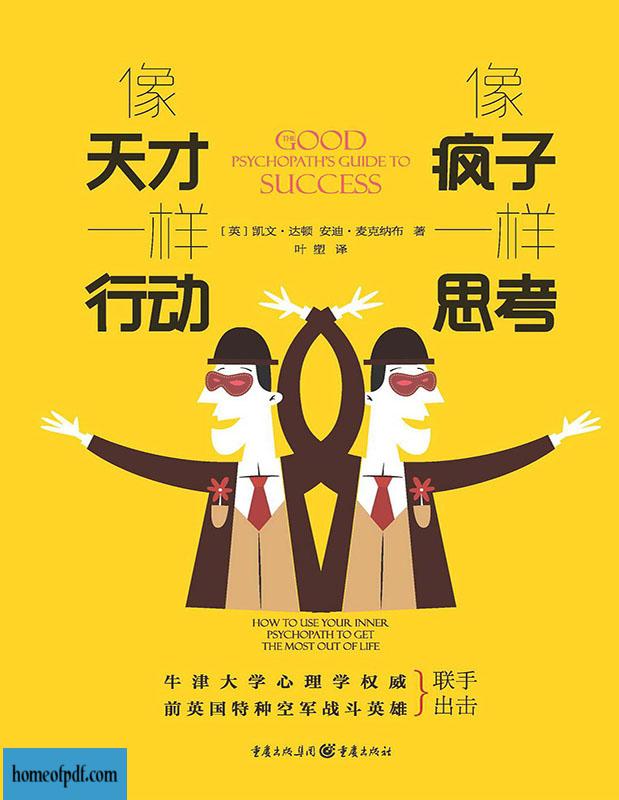 像
疯子
一样
思考
像
天才
一样
行动
THE GOOD
PSYCHOPATH'S GUIDE TO
SUCCESS
[英]凯文·达顿 安迪·麦克纳布 著
叶塑 译
HOW TO USE YOUR INNER
PSYCHOPATH TO GET
THE MOST OUT OF LIFE
牛津大学心理学权威
前英国特种空军战斗英雄
联手
出击
重庆出版集团 重庆出版社
homeofpdf.com